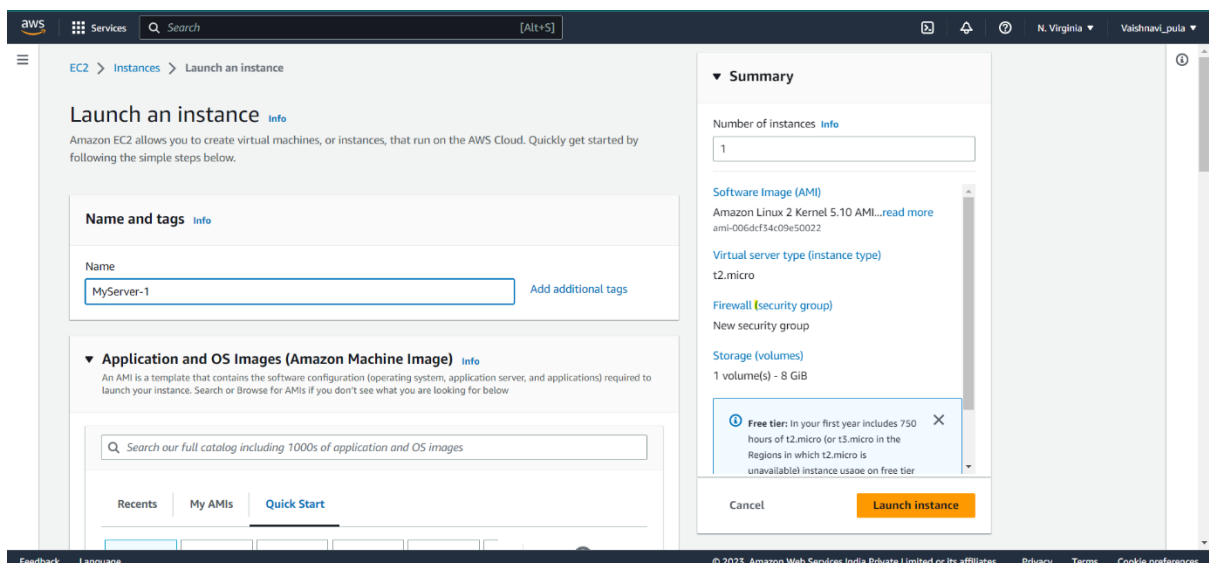 aws
Services
Search
[Alt+S]
N. Virginia
Vaishnavi_pula
EC2 > Instances > Launch an instance
Launch an instance Info
Amazon EC2 allows you to create virtual machines, or instances, that run on the AWS Cloud. Quickly get started by
following the simple steps below.
Name and tags Info
Name
MyServer-1
Add additional tags
Application and OS Images (Amazon Machine Image) Info
An AMI is a template that contains the software configuration (operating system, application server, and applications) required to
launch your instance. Search or Browse for AMIs if you don't see what you are looking for below
Search our full catalog including 1000s of application and OS images
Recents
My AMIs
Quick Start
Summary
Number of instances Info
1
Software Image (AMI)
Amazon Linux 2 Kernel 5.10 AMI...read more
ami-006dcf34c09e50022
Virtual server type (instance type)
t2.micro
Firewall (security group)
New security group
Storage (volumes)
1 volume(s) - 8 GiB
Free tier: In your first year includes 750
hours of t2.micro (or t3.micro in the
Regions in which t2.micro is
unavailable) instance usage on free tier
Cancel
Launch instance
Feedback
Language
© 2023, Amazon Web Services India Private Limited or its affiliates.
Privacy
Terms
Cookie preferences